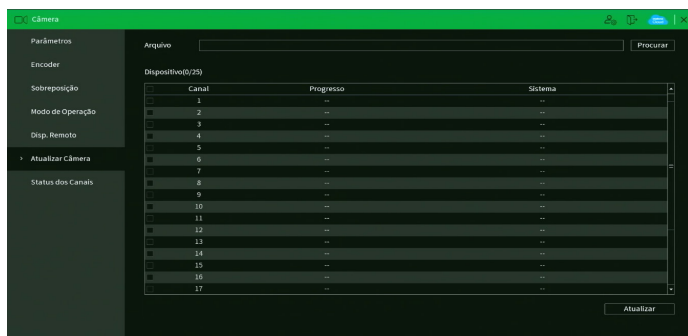 Câmera
Parâmetros
Encoder
Sobreposição
Modo de Operação
Disp. Remoto
Atualizar Câmera
Status dos Canais
Arquivo
Procurar
Dispositivo(0/25)
Canal Progresso Sistema
1 -- --
2 -- --
3 -- --
4 -- --
5 -- --
6 -- --
7 -- --
8 -- --
9 -- --
10 -- --
11 -- --
12 -- --
13 -- --
14 -- --
15 -- --
16 -- --
17 -- --
Atualizar